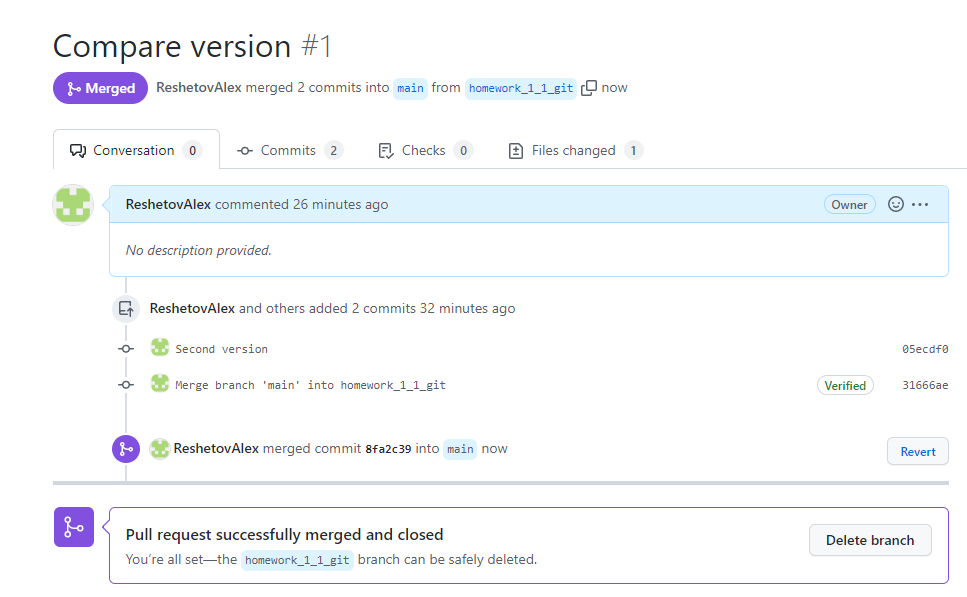 Compare version #1
Merged ReshetovAlex merged 2 commits into main from homework_1_1_git now
Conversation 0 Commits 2 Checks 0 Files changed 1
ReshetovAlex commented 26 minutes ago Owner
No description provided.
ReshetovAlex and others added 2 commits 32 minutes ago
Second version 05ecdf0
Merge branch 'main' into homework_1_1_git Verified 31666ae
ReshetovAlex merged commit 8fa2c39 into main now Revert
Pull request successfully merged and closed
You’re all set—the homework_1_1_git branch can be safely deleted.
Delete branch